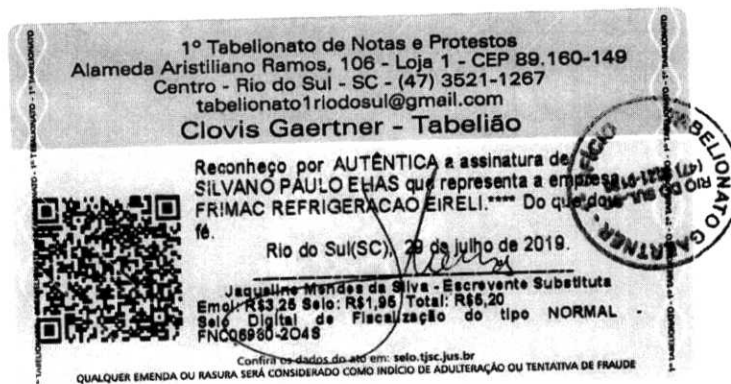 1º Tabelionato de Notas e Protestos
Alameda Aristiliano Ramos, 106 - Loja 1 - CEP 89.160-149
Centro - Rio do Sul - SC - (47) 3521-1267
tabelionato1riodosul@gmail.com
Clovis Gaertner - Tabelião
Reconheço por AUTÊNTICA a assinatura de
SILVANO PAULO ELIAS que representa a empresa
FRIMAC REFRIGERACAO EIRELI.**** Do que dou
fé.
Rio do Sul(SC), 29 de julho de 2019.
Jaqueline Mendes da Silva - Escrevente Substituta
Emol: R$3,25 Selo: R$1,95 Total: R$5,20
Selo Digital de Fiscalização do tipo NORMAL -
Confira os dados do ato em: selo.tjsc.jus.br
QUALQUER EMENDA OU RASURA SERÁ CONSIDERADO COMO INDÍCIO DE ADULTERAÇÃO OU TENTATIVA DE FRAUDE
TABELIONATO GAERTNER
RIO DO SUL